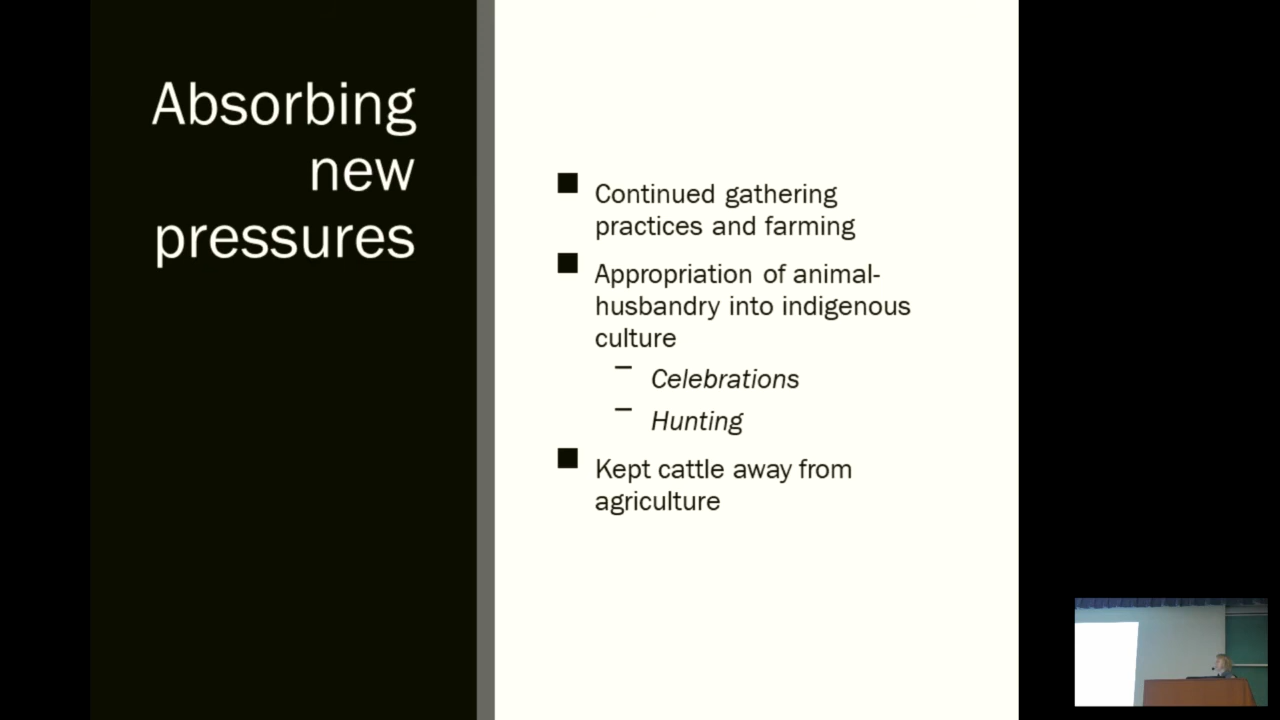 Absorbing
new
pressures
Continued gathering
practices and farming
Appropriation of animal-
husbandry into indigenous
culture
Celebrations
Hunting
Kept cattle away from
agriculture